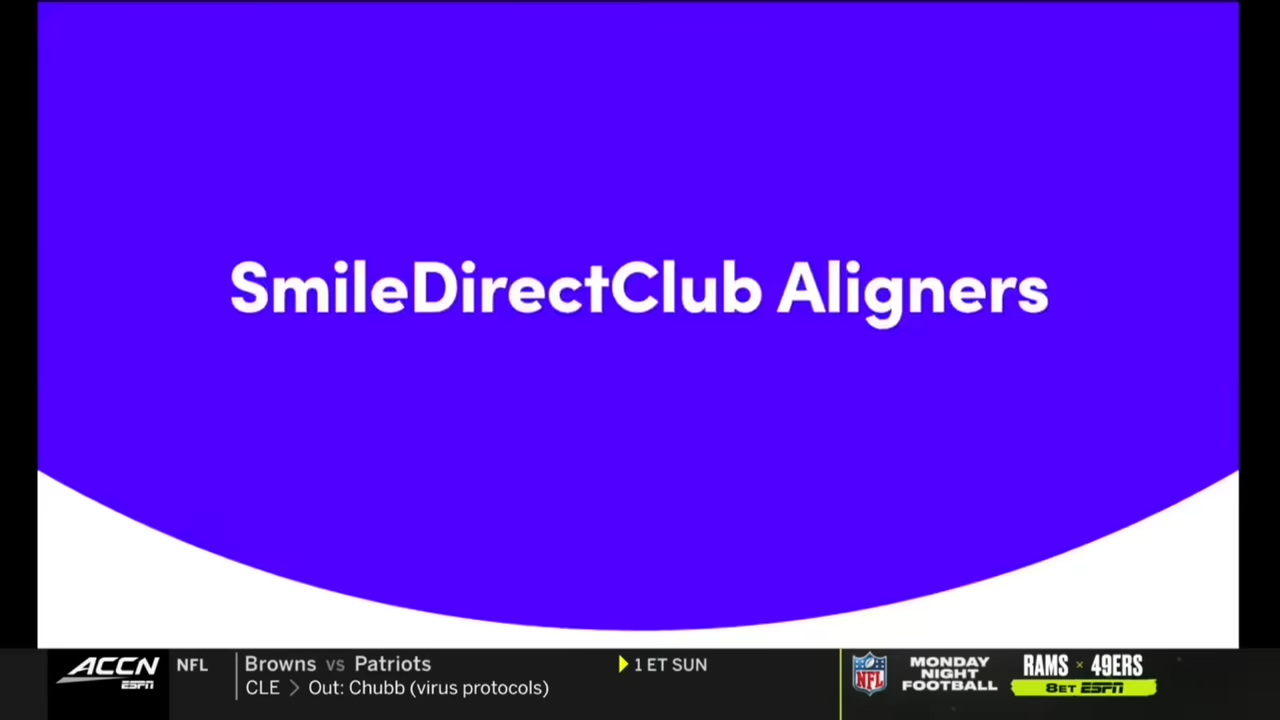 SmileDirectClub Aligners
ACCN
ESPN
NFL
Browns vs Patriots
1 ET SUN
CLE > Out: Chubb (virus protocols)
NFL
MONDAY
NIGHT
FOOTBALL
RAMS × 49ERS
8ET ESPN